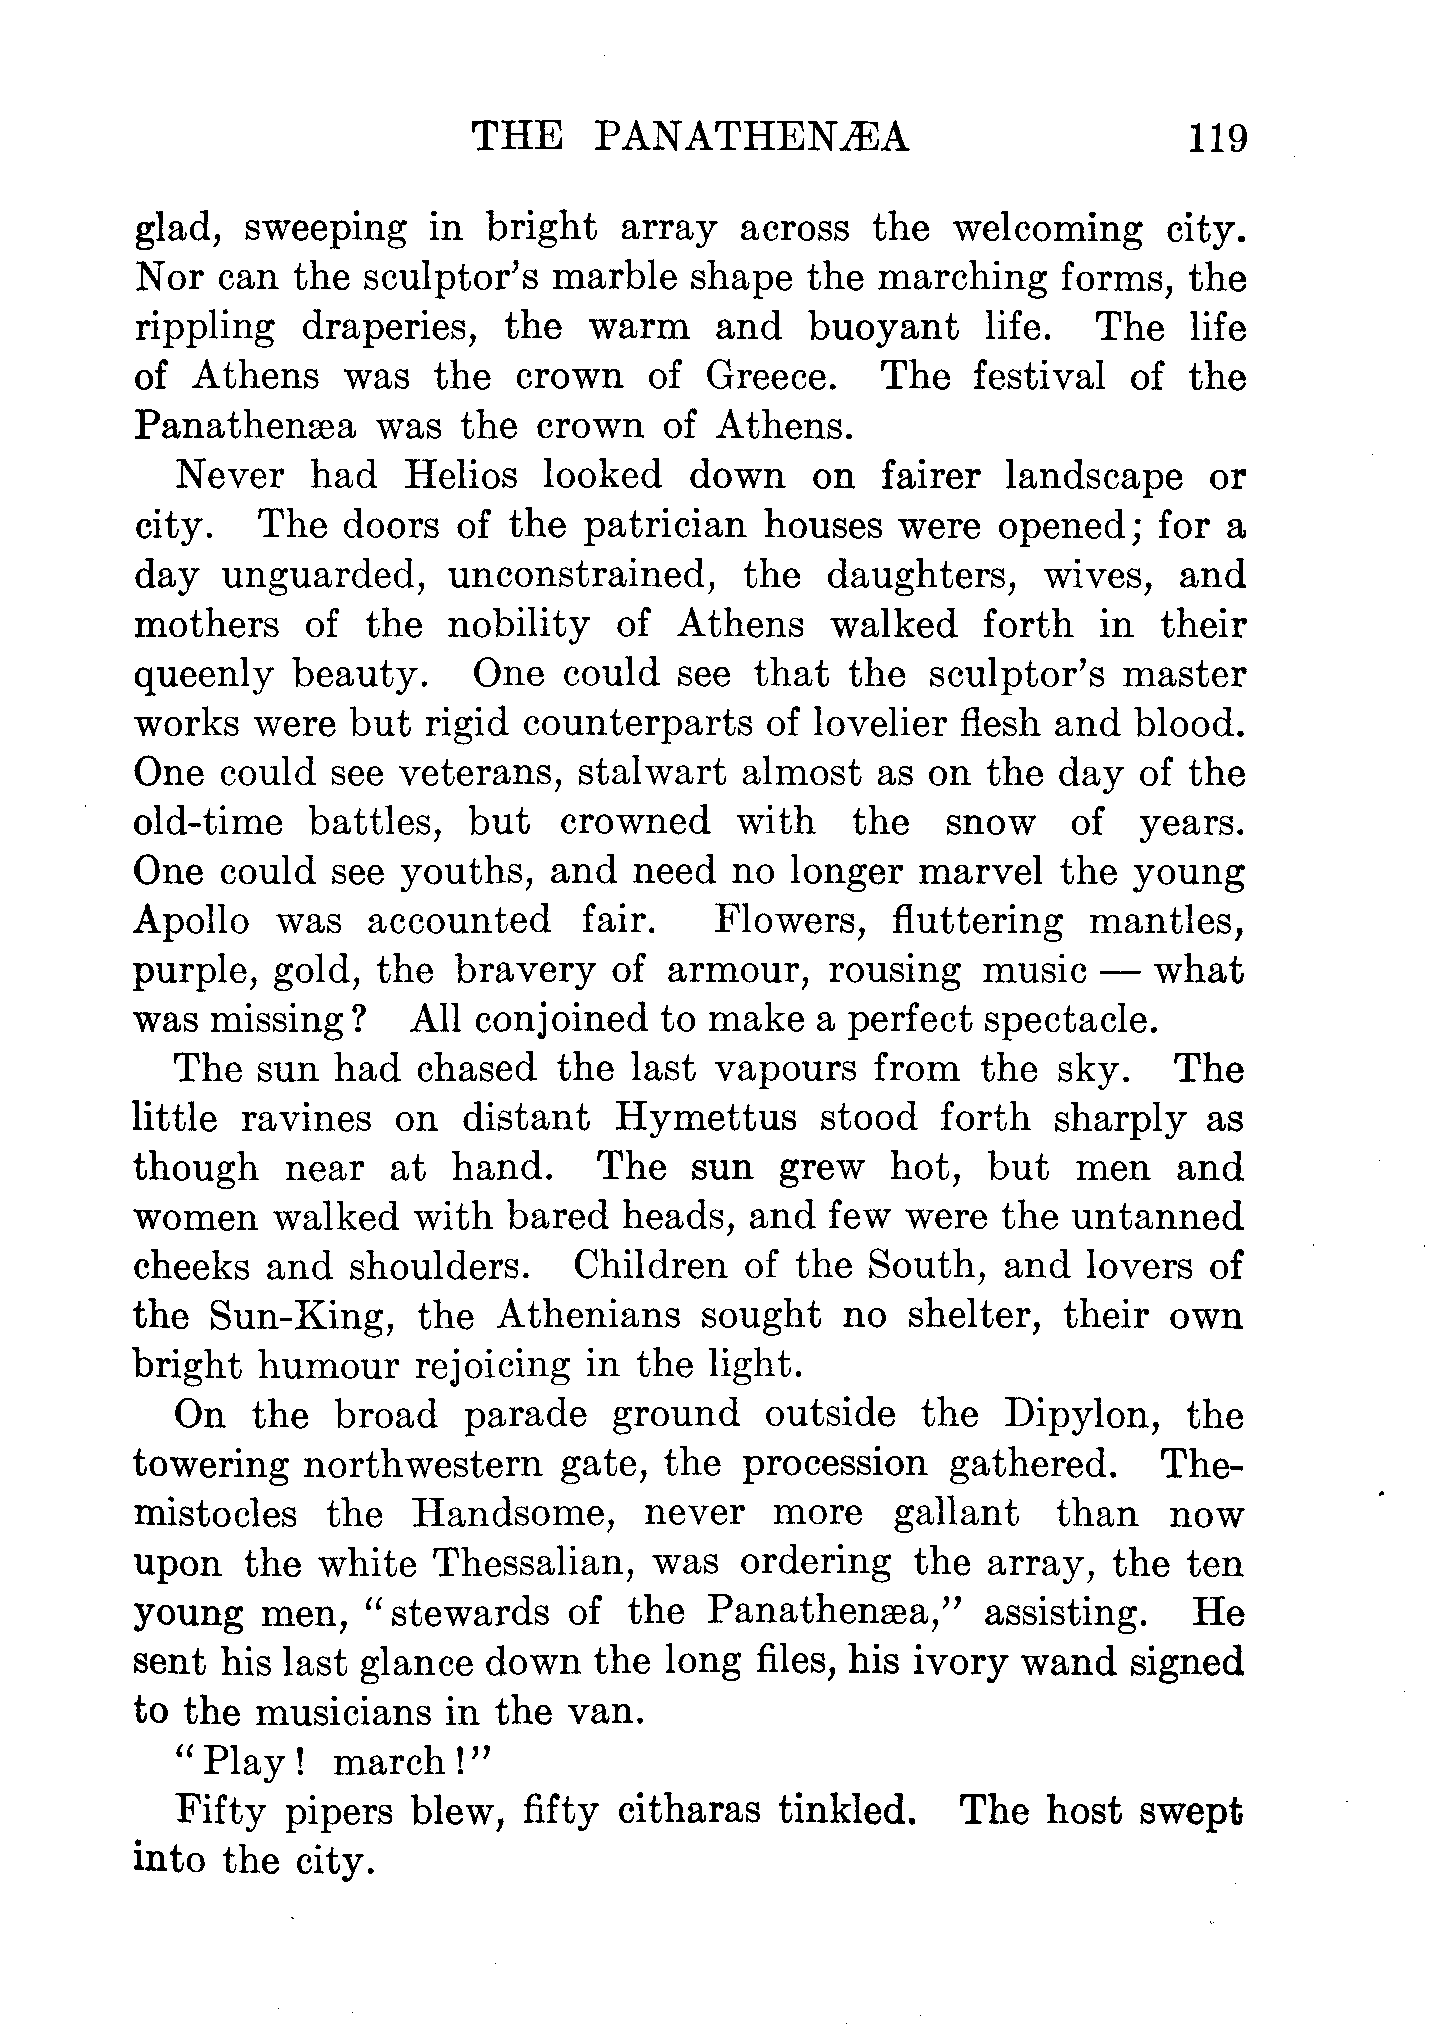 THE PANATHENÆA 119
glad, sweeping in bright array across the welcoming city.
Nor can the sculptor's marble shape the marching forms, the
rippling draperies, the warm and buoyant life. The life
of Athens was the crown of Greece. The festival of the
Panathenæa was the crown of Athens.
Never had Helios looked down on fairer landscape or
city. The doors of the patrician houses were opened; for a
day unguarded, unconstrained, the daughters, wives, and
mothers of the nobility of Athens walked forth in their
queenly beauty. One could see that the sculptor's master
works were but rigid counterparts of lovelier flesh and blood.
One could see veterans, stalwart almost as on the day of the
old-time battles, but crowned with the snow of years.
One could see youths, and need no longer marvel the young
Apollo was accounted fair. Flowers, fluttering mantles,
purple, gold, the bravery of armour, rousing music — what
was missing? All conjoined to make a perfect spectacle.
The sun had chased the last vapours from the sky. The
little ravines on distant Hymettus stood forth sharply as
though near at hand. The sun grew hot, but men and
women walked with bared heads, and few were the untanned
cheeks and shoulders. Children of the South, and lovers of
the Sun-King, the Athenians sought no shelter, their own
bright humour rejoicing in the light.
On the broad parade ground outside the Dipylon, the
towering northwestern gate, the procession gathered. The-
mistocles the Handsome, never more gallant than now
upon the white Thessalian, was ordering the array, the ten
young men, "stewards of the Panathenæa," assisting. He
sent his last glance down the long files, his ivory wand signed
to the musicians in the van.
"Play! march!"
Fifty pipers blew, fifty citharas tinkled. The host swept
into the city.